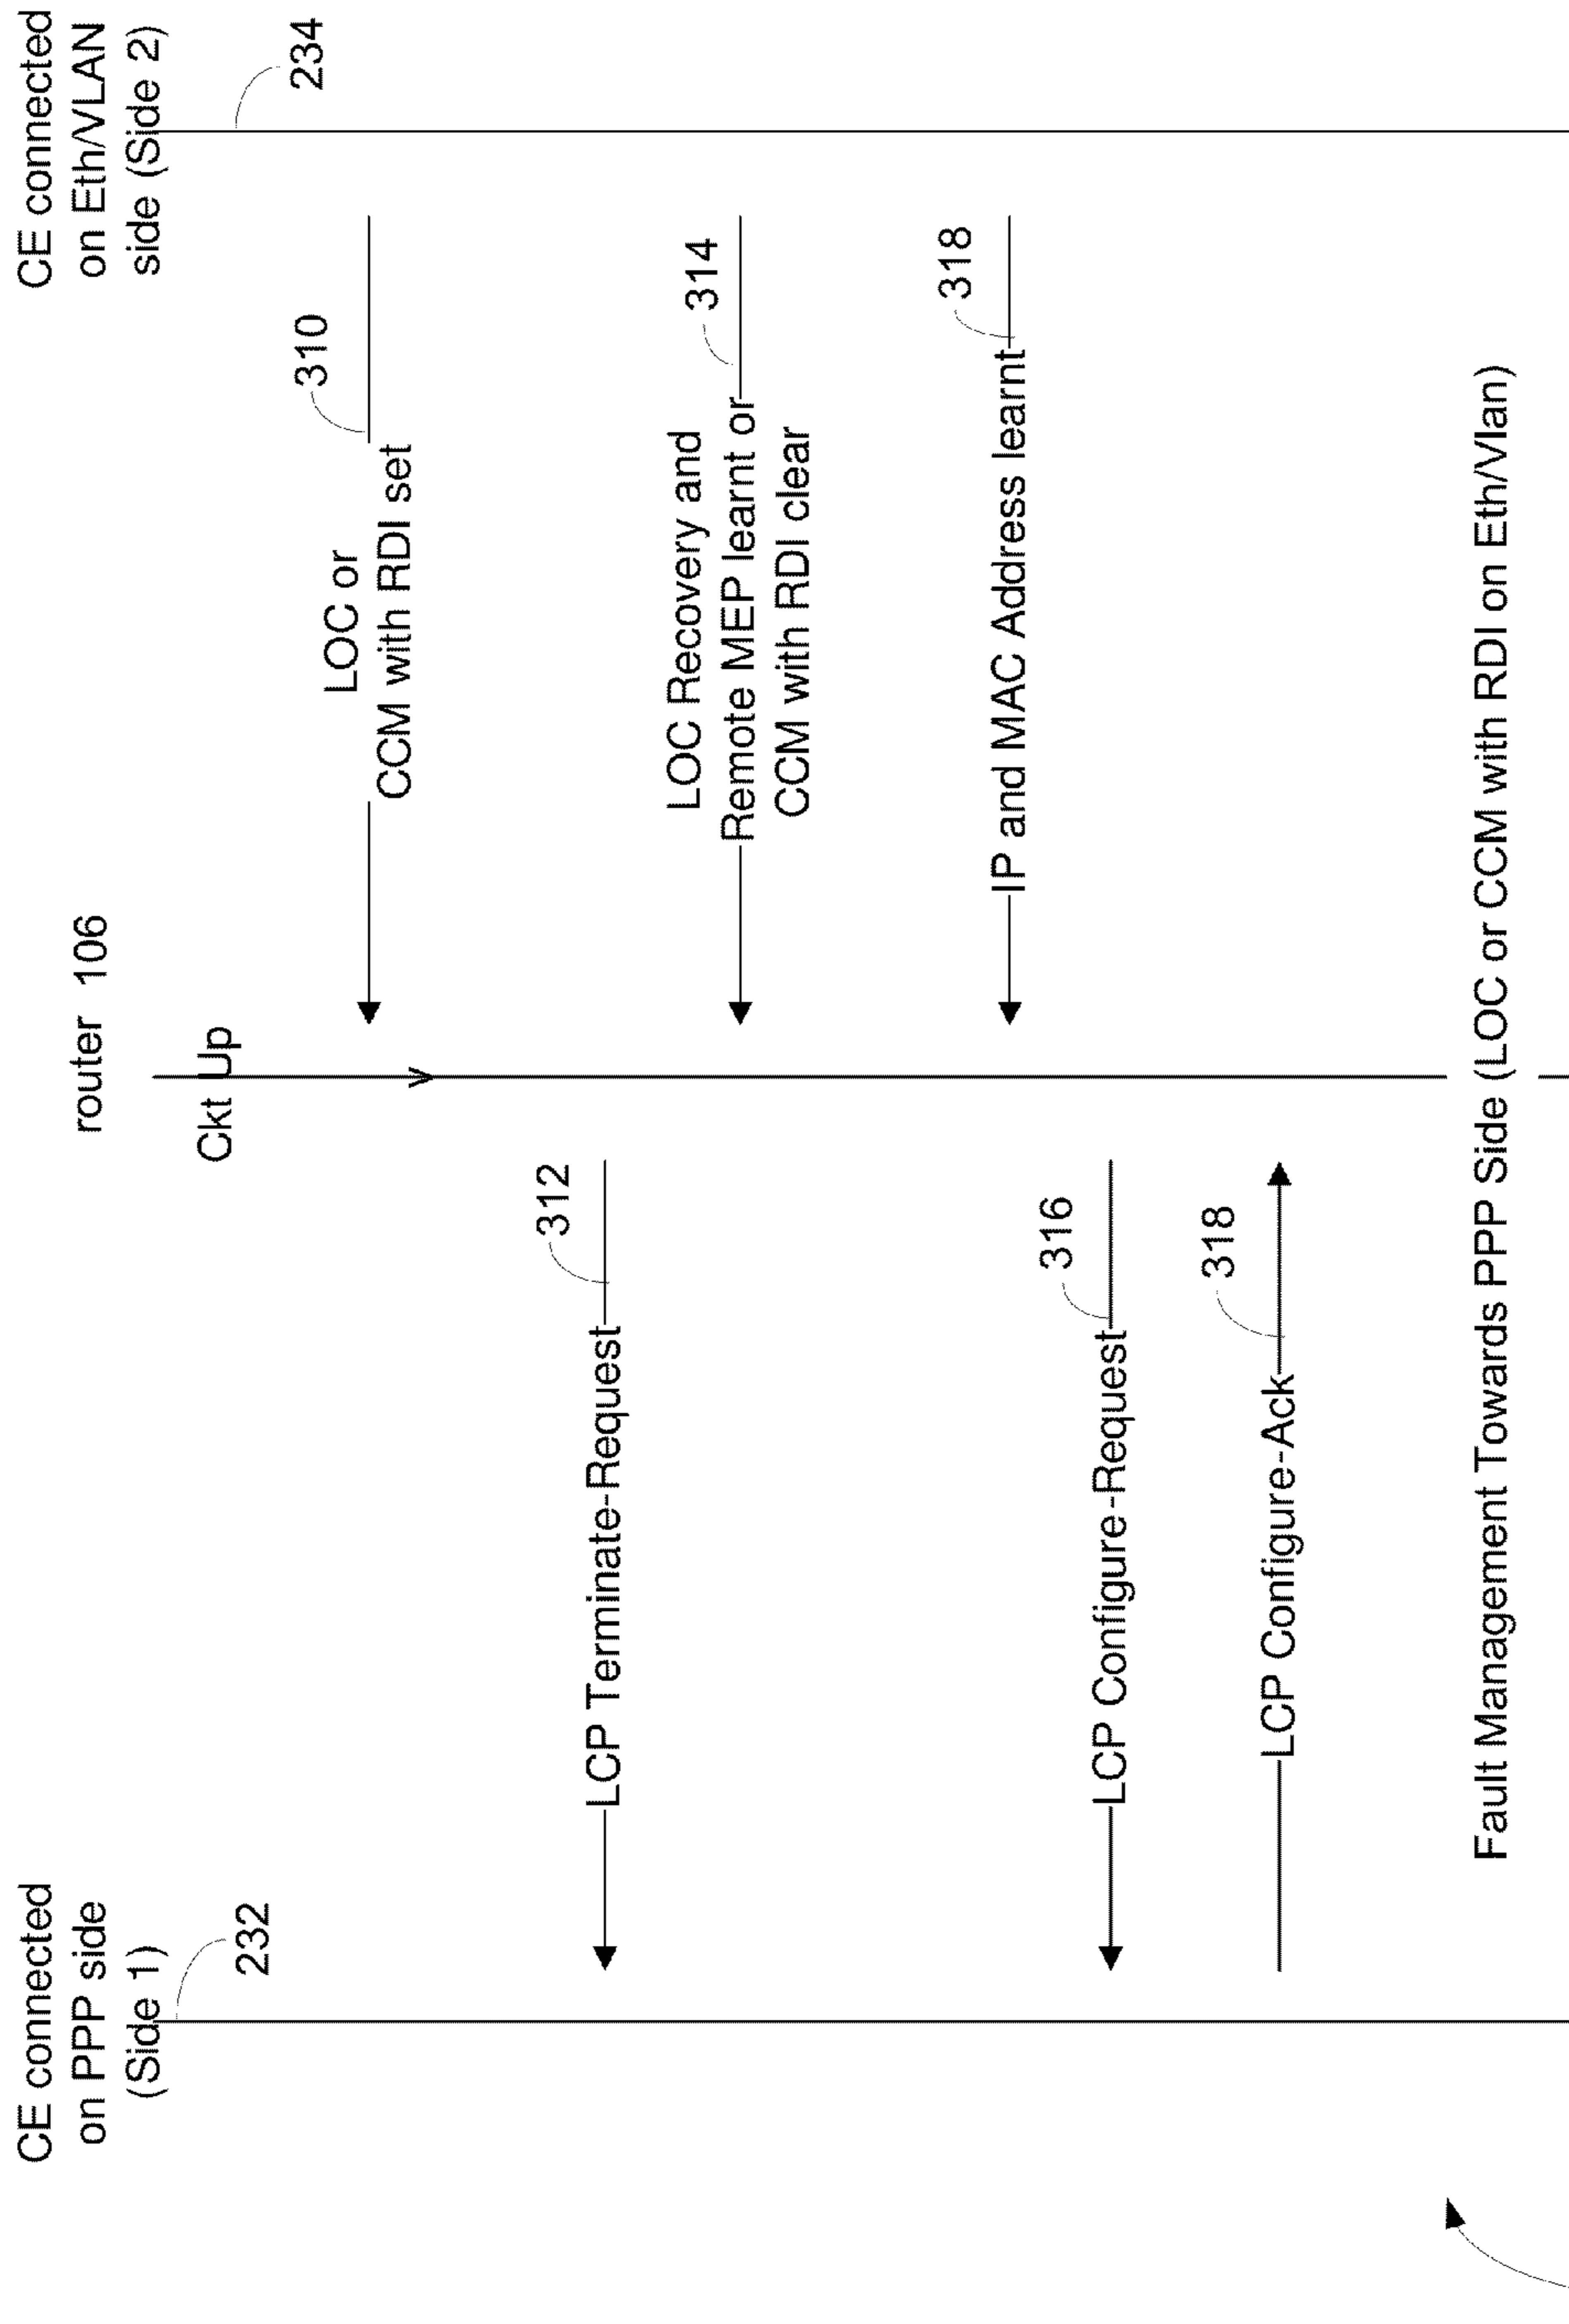 CE connected
on PPP side
(Side 1)
232
router 106
Ckt Up
CE connected
on Eth/VLAN
side (Side 2)
234
310
LOC or
CCM with RDI set
312
LCP Terminate-Request
314
LOC Recovery and
Remote MEP learnt or
CCM with RDI clear
318
IP and MAC Address learnt
316
LCP Configure-Request
318
LCP Configure-Ack
Fault Management Towards PPP Side (LOC or CCM with RDI on Eth/Vlan)